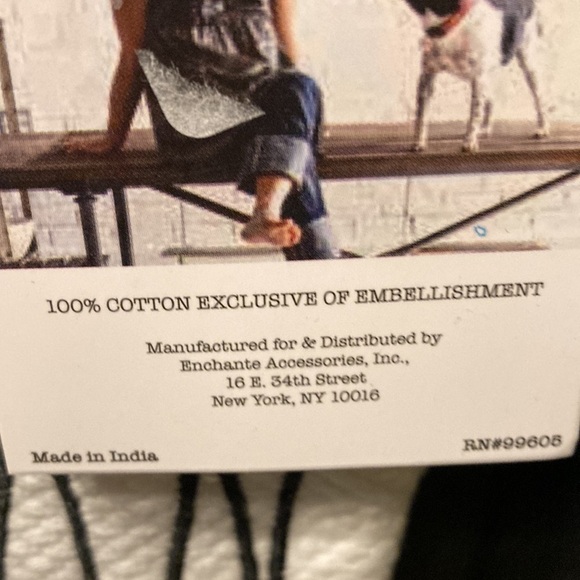 100% COTTON EXCLUSIVE OF EMBELLISHMENT
Manufactured for & Distributed by
Enchante Accessories, Inc.,
16 E. 34th Street
New York, NY 10016
Made in India
RN#99605